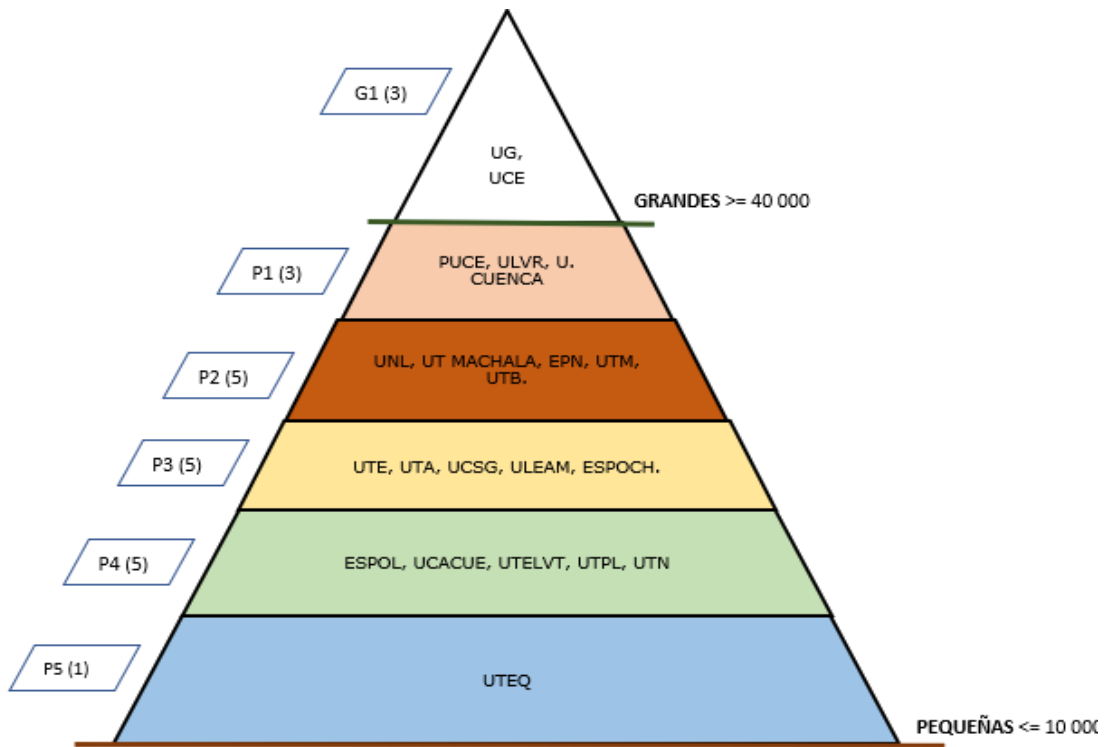 G1 (3)
UG,
UCE
GRANDES >= 40 000
P1 (3)
PUCE, ULVR, U.
CUENCA
P2 (5)
UNL, UT MACHALA, EPN, UTM,
UTB.
P3 (5)
UTE, UTA, UCSG, ULEAM, ESPOCH.
P4 (5)
ESPOL, UCACUE, UTELVT, UTPL, UTN
P5 (1)
UTEQ
PEQUEÑAS <= 10 000